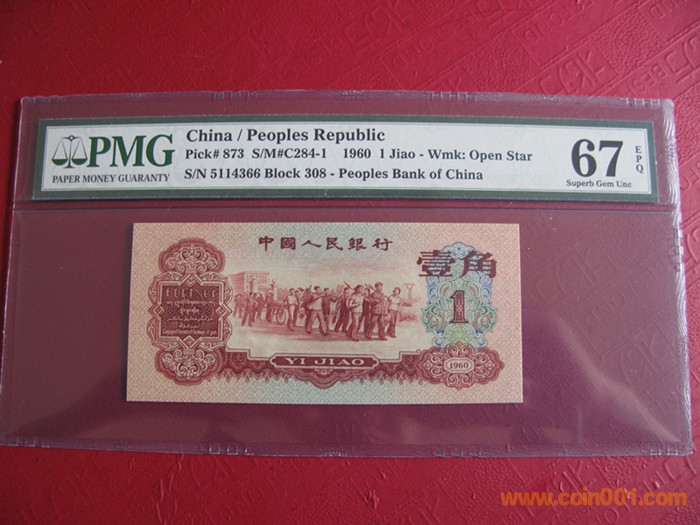 PMG
PAPER MONEY GUARANTY
China / Peoples Republic
Pick# 873 S/M#C284-1 1960 1 Jiao - Wmk: Open Star
S/N 5114366 Block 308 - Peoples Bank of China
67
EPQ
Superb Gem Unc
中國人民銀行
壹角
1
YI JIAO
1960
www.coin001.com